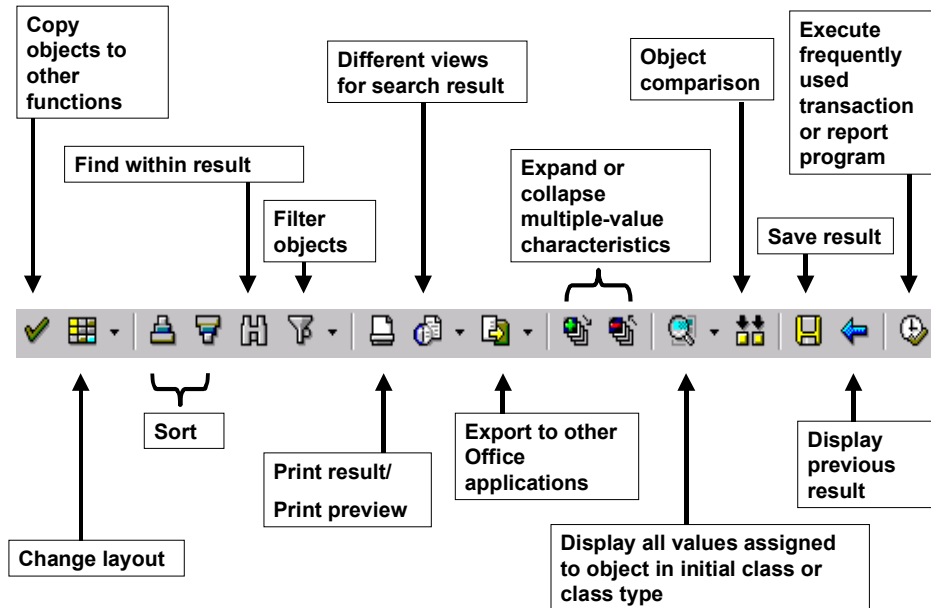 Copy
objects to
other
functions
Different views
for search result
Object
comparison
Execute
frequently
used
transaction
or report
program
Find within result
Filter
objects
Expand or
collapse
multiple-value
characteristics
Save result
Sort
Print result/
Print preview
Export to other
Office
applications
Display
previous
result
Change layout
Display all values assigned
to object in initial class or
class type